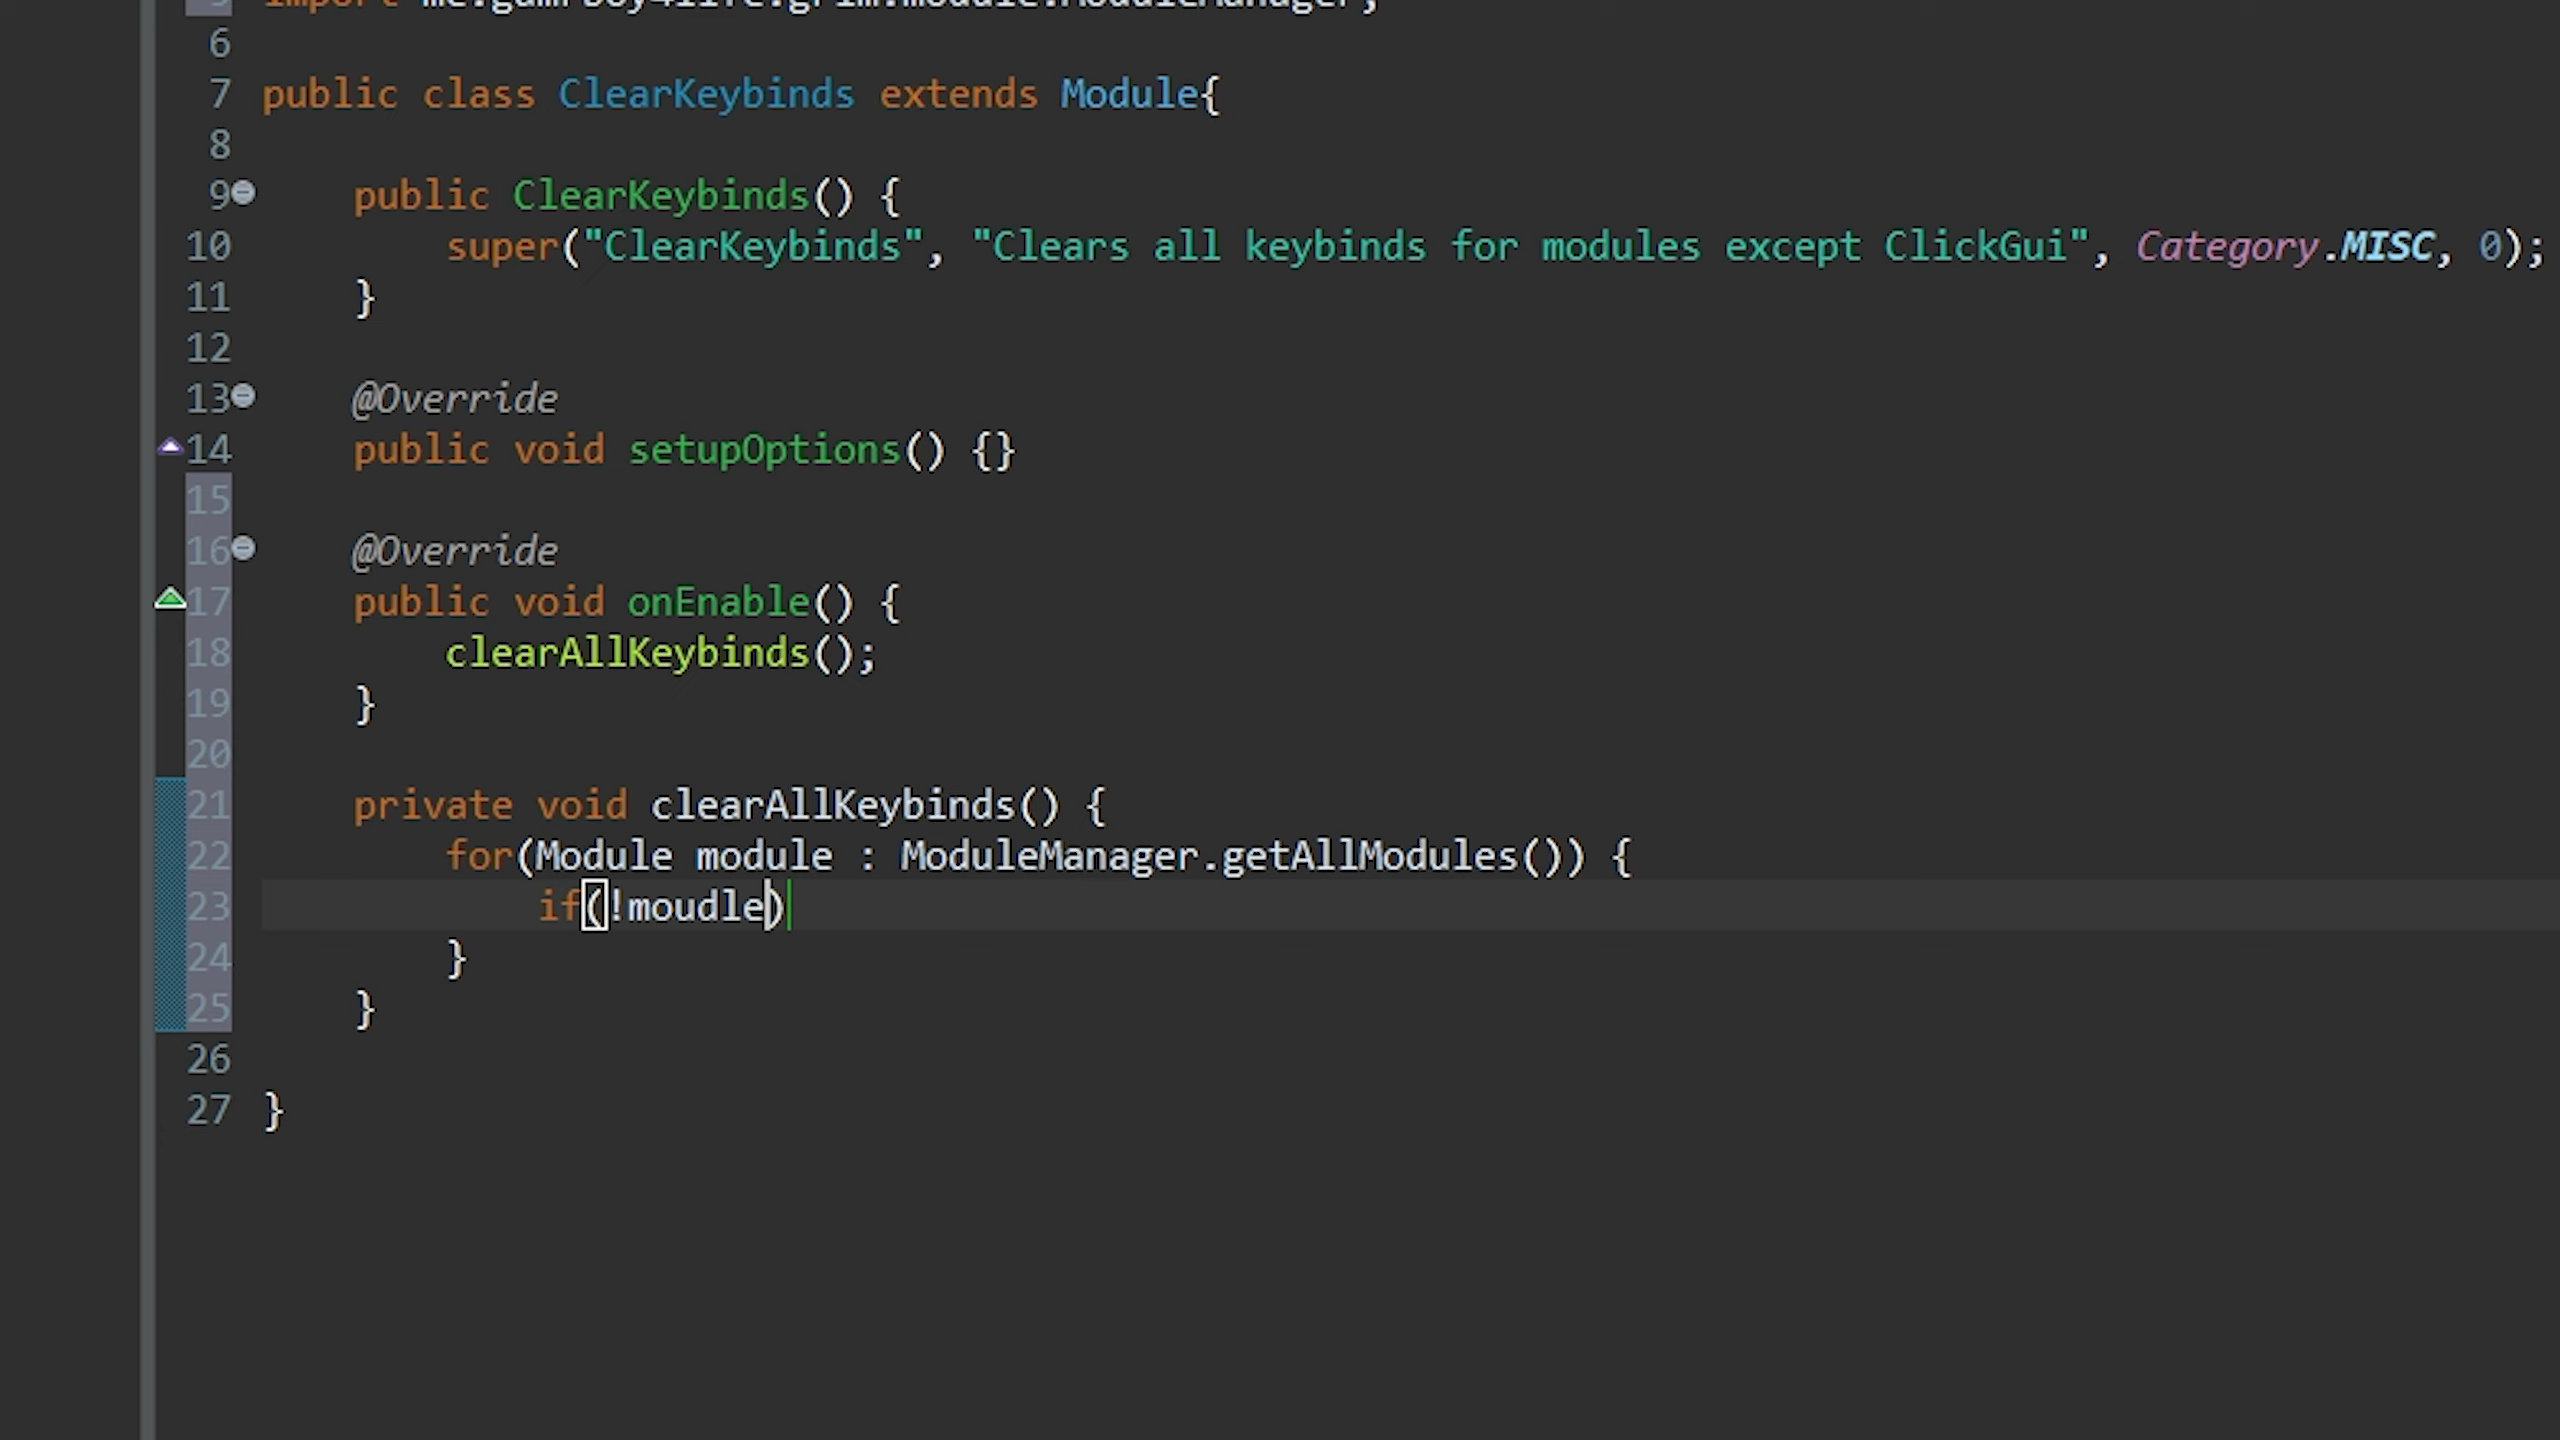 import
6
7 public class ClearKeybinds extends Module{
8
9 public ClearKeybinds() {
10 super("ClearKeybinds", "Clears all keybinds for modules except ClickGui", Category.MISC, 0);
11 }
12
13 @Override
14 public void setupOptions() {}
15
16 @Override
17 public void onEnable() {
18 clearAllKeybinds();
19 }
20
21 private void clearAllKeybinds() {
22 for(Module module : ModuleManager.getAllModules()) {
23 if(!moudle)
24 }
25 }
26
27 }